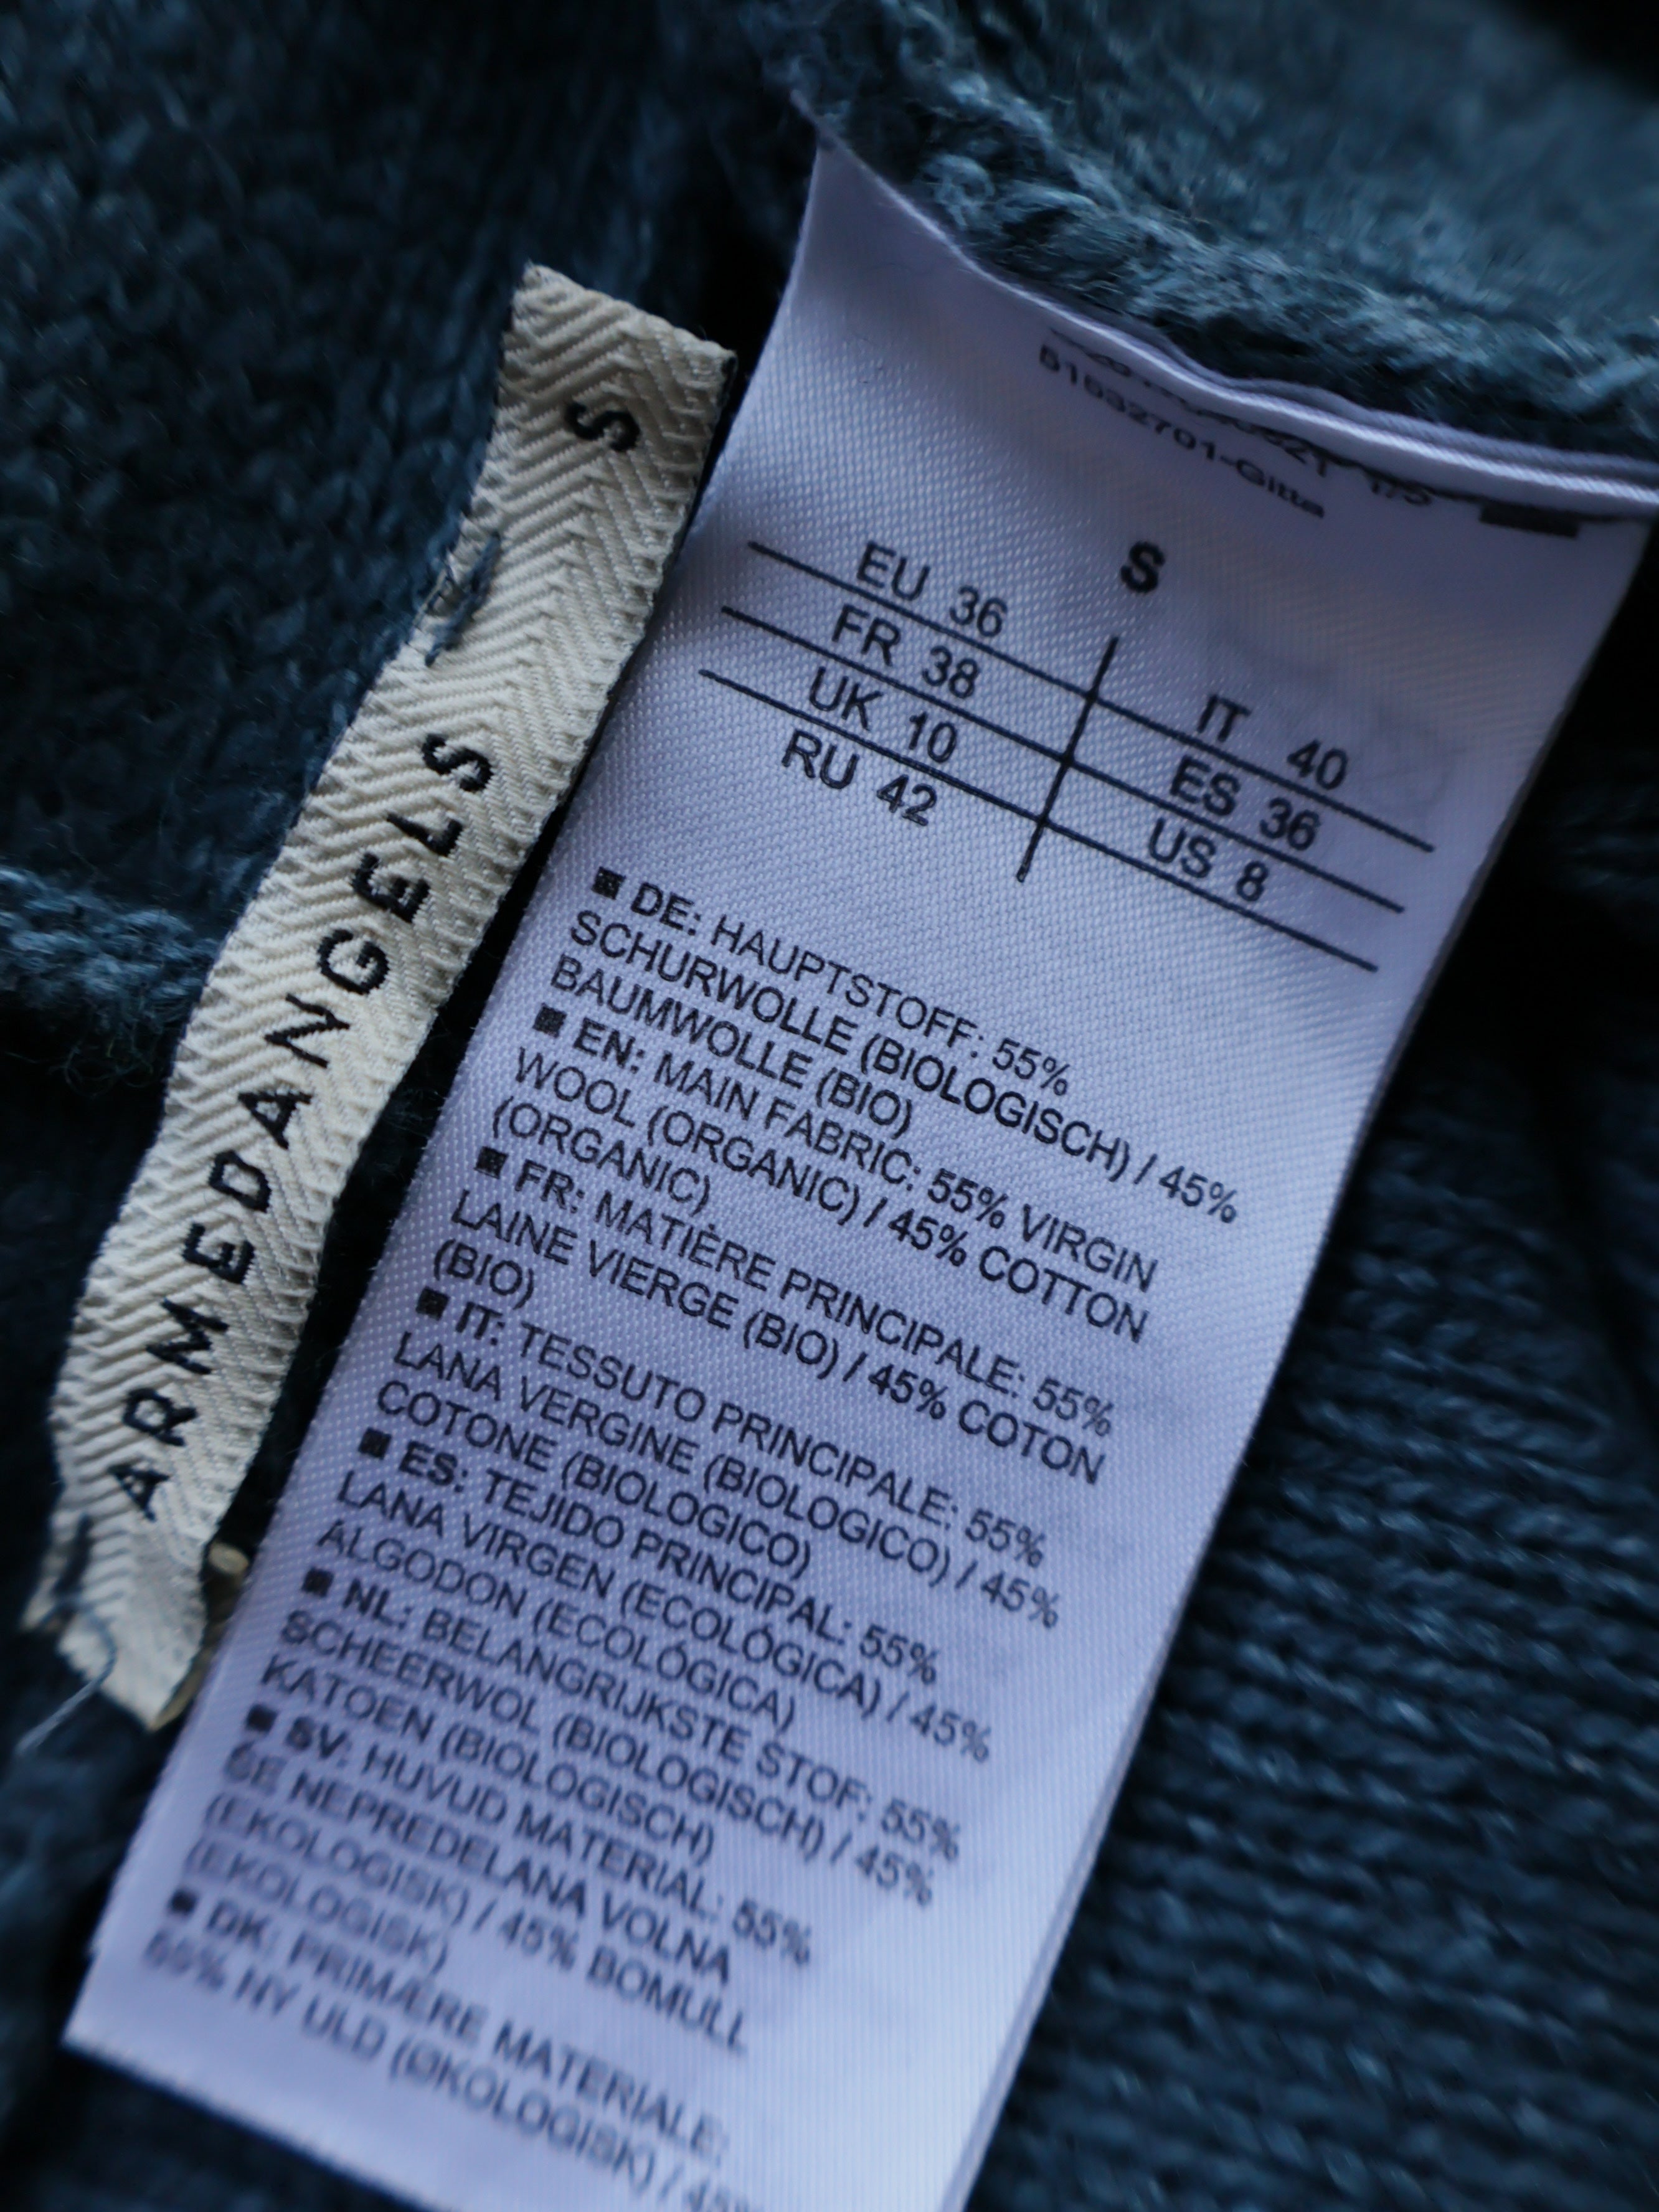 S
ARMEDANGELS
S
EU 36
IT 40
FR 38
ES 36
UK 10
US 8
RU 42
■ DE: HAUPTSTOFF: 55%
SCHURWOLLE (BIOLOGISCH) / 45%
BAUMWOLLE (BIO)
■ EN: MAIN FABRIC: 55% VIRGIN
WOOL (ORGANIC) / 45% COTTON
(ORGANIC)
■ FR: MATIÈRE PRINCIPALE: 55%
LAINE VIERGE (BIO) / 45% COTON
(BIO)
■ IT: TESSUTO PRINCIPALE: 55%
LANA VERGINE (BIOLOGICO) / 45%
COTONE (BIOLOGICO)
■ ES: TEJIDO PRINCIPAL: 55%
LANA VIRGEN (ECOLÓGICA) / 45%
ALGODON (ECOLÓGICA)
■ NL: BELANGRIJKSTE STOF: 55%
SCHEERWOL (BIOLOGISCH) / 45%
KATOEN (BIOLOGISCH)
■ SV: HUVUD MATERIAL: 55%
SE NEPREDELANA VOLNA
(EKOLOGISK) / 45% BOMULL
(EKOLOGISK)
■ DK: PRIMÆRE MATERIALE:
55% NY ULD (ØKOLOGISK) / 45%